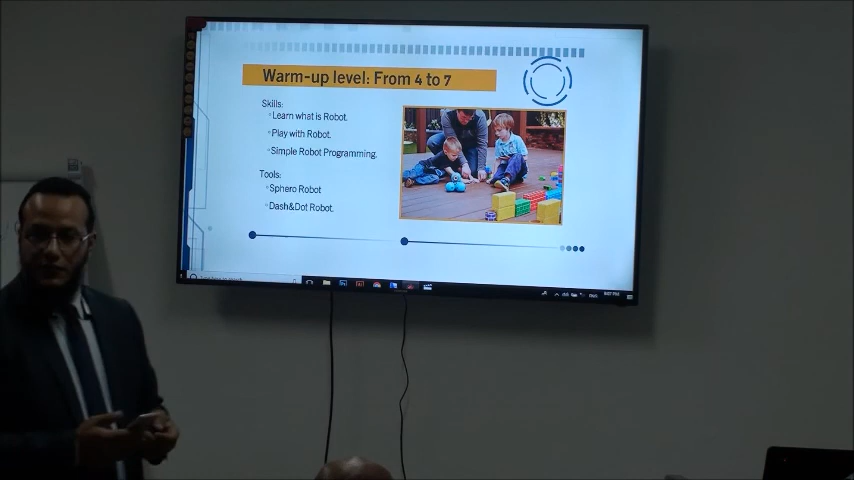 Warm-up level: From 4 to 7
Skills:
Learn what is Robot.
Play with Robot.
Simple Robot Programming.
Tools:
Sphero Robot
Dash&Dot Robot.